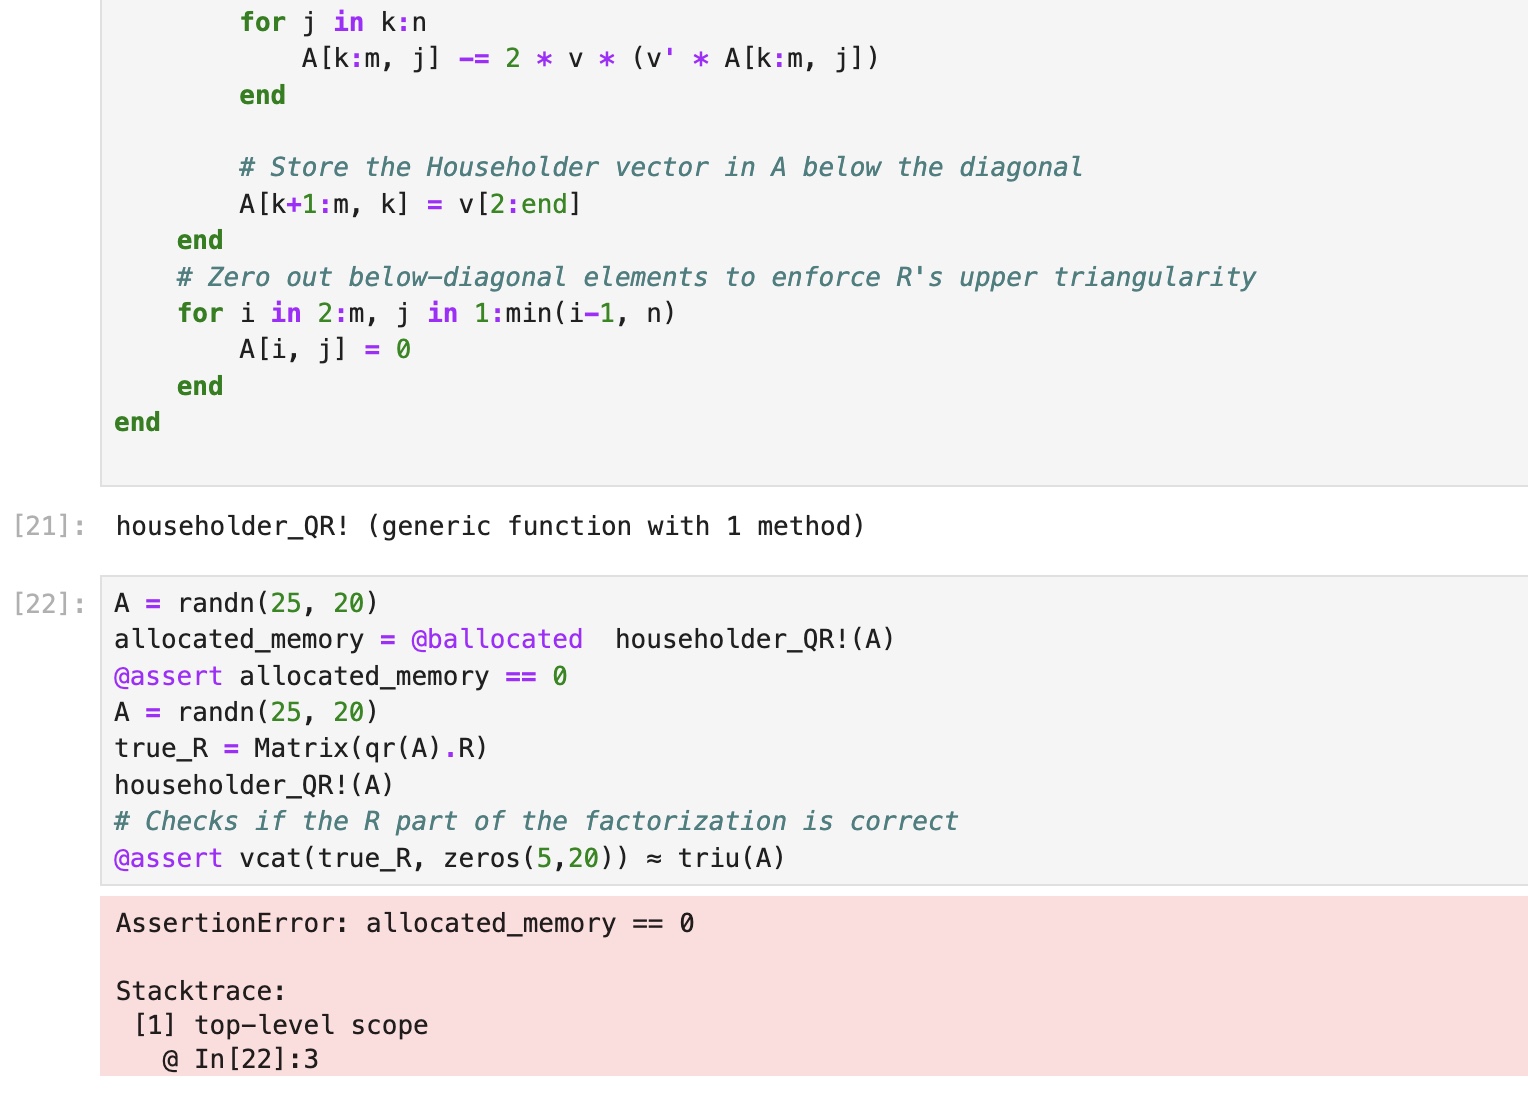 for j in k:n
A[k:m, j] -= 2 * v * (v' * A[k:m, j])
end
# Store the Householder vector in A below the diagonal
A[k+1:m, k] = v[2:end]
end
# Zero out below-diagonal elements to enforce R's upper triangularity
for i in 2:m, j in 1:min(i-1, n)
A[i, j] = 0
end
end
[21]: householder_QR! (generic function with 1 method)
[22]: A = randn(25, 20)
allocated_memory = @ballocated  householder_QR!(A)
@assert allocated_memory == 0
A = randn(25, 20)
true_R = Matrix(qr(A).R)
householder_QR!(A)
# Checks if the R part of the factorization is correct
@assert vcat(true_R, zeros(5,20)) ≈ triu(A)
AssertionError: allocated_memory == 0
Stacktrace:
[1] top-level scope
@ In[22]:3